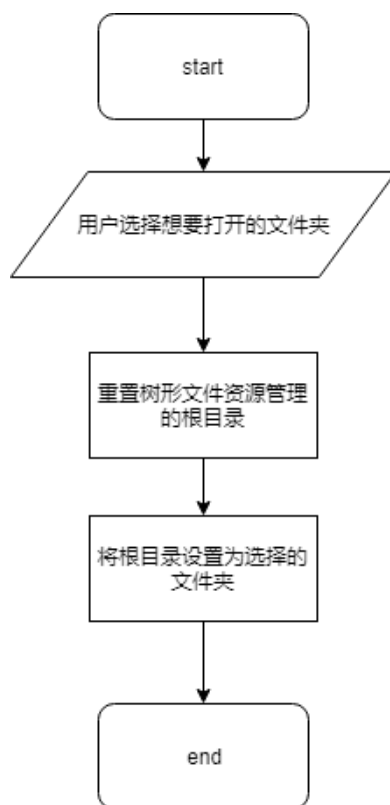 start
用户选择想要打开的文件夹
重置树形文件资源管理
的根目录
将根目录设置为选择的
文件夹
end